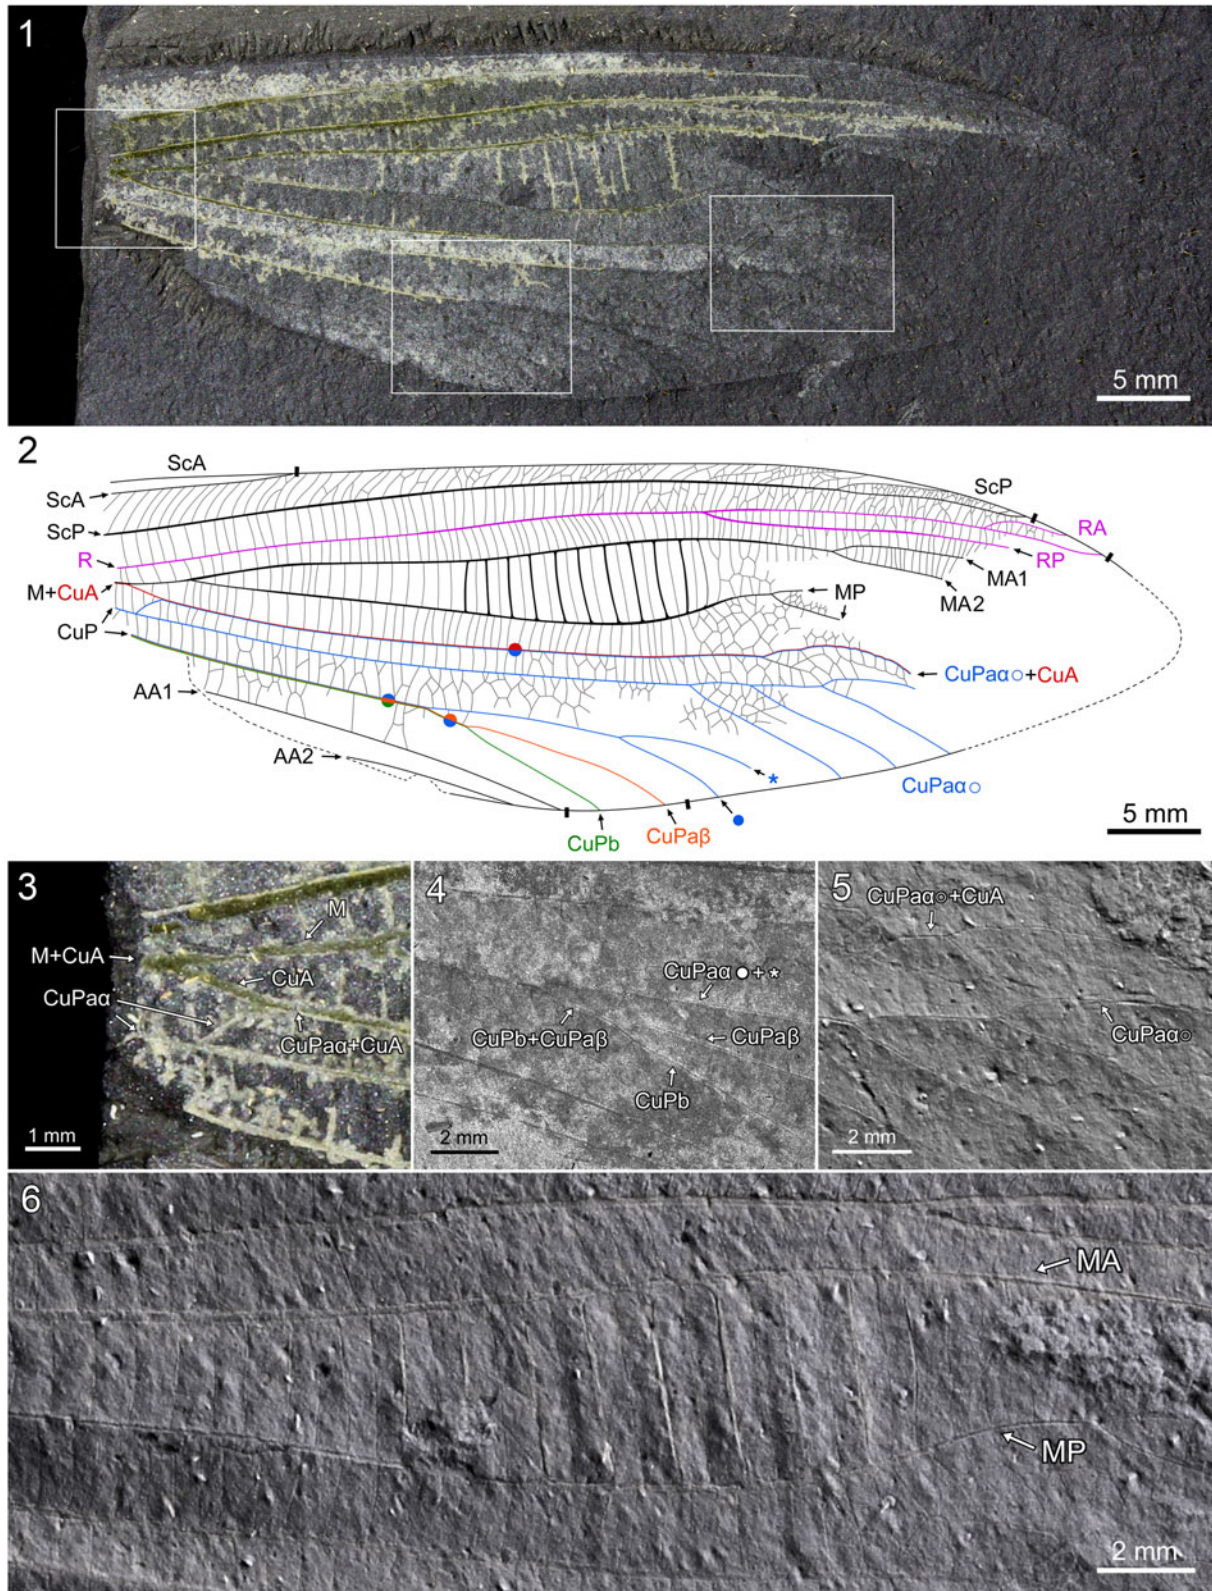 1
5 mm
2
ScA
ScA
ScP
ScP
R
RA
RP
M+CuA
MA1
MA2
MP
CuP
CuPaα○+CuA
AA1
AA2
*
CuPaα○
●
CuPb
CuPaβ
5 mm
3
M
M+CuA
CuA
CuPaα
CuPaα+CuA
1 mm
4
CuPaα●+*
CuPb+CuPaβ
CuPaβ
CuPb
2 mm
5
CuPaα○+CuA
CuPaα○
2 mm
6
MA
MP
2 mm